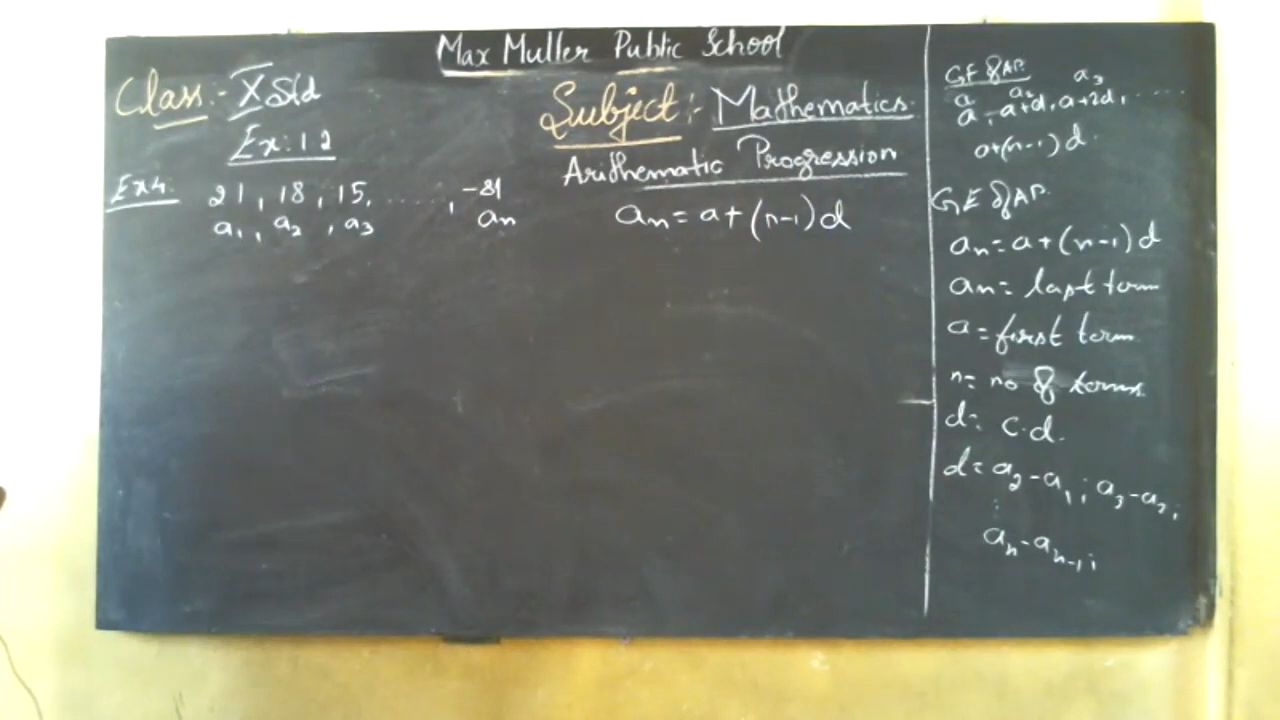 Max Muller Public School
Class:- X Std
Subject:- Mathematics
Ex: 1.2
Arithematic Progression
Ex4. 21, 18, 15, ......, -81
a₁, a₂, a₃ aₙ
aₙ = a + (n-1)d
GF of AP.
a a₂ a₃
a, a+d, a+2d, .....
a+(n-1)d.
GE of AP.
aₙ = a + (n-1)d
aₙ = last term
a = first term
n = no of terms.
d = c.d.
d = a₂-a₁; a₃-a₂,
:
aₙ-aₙ₋₁;